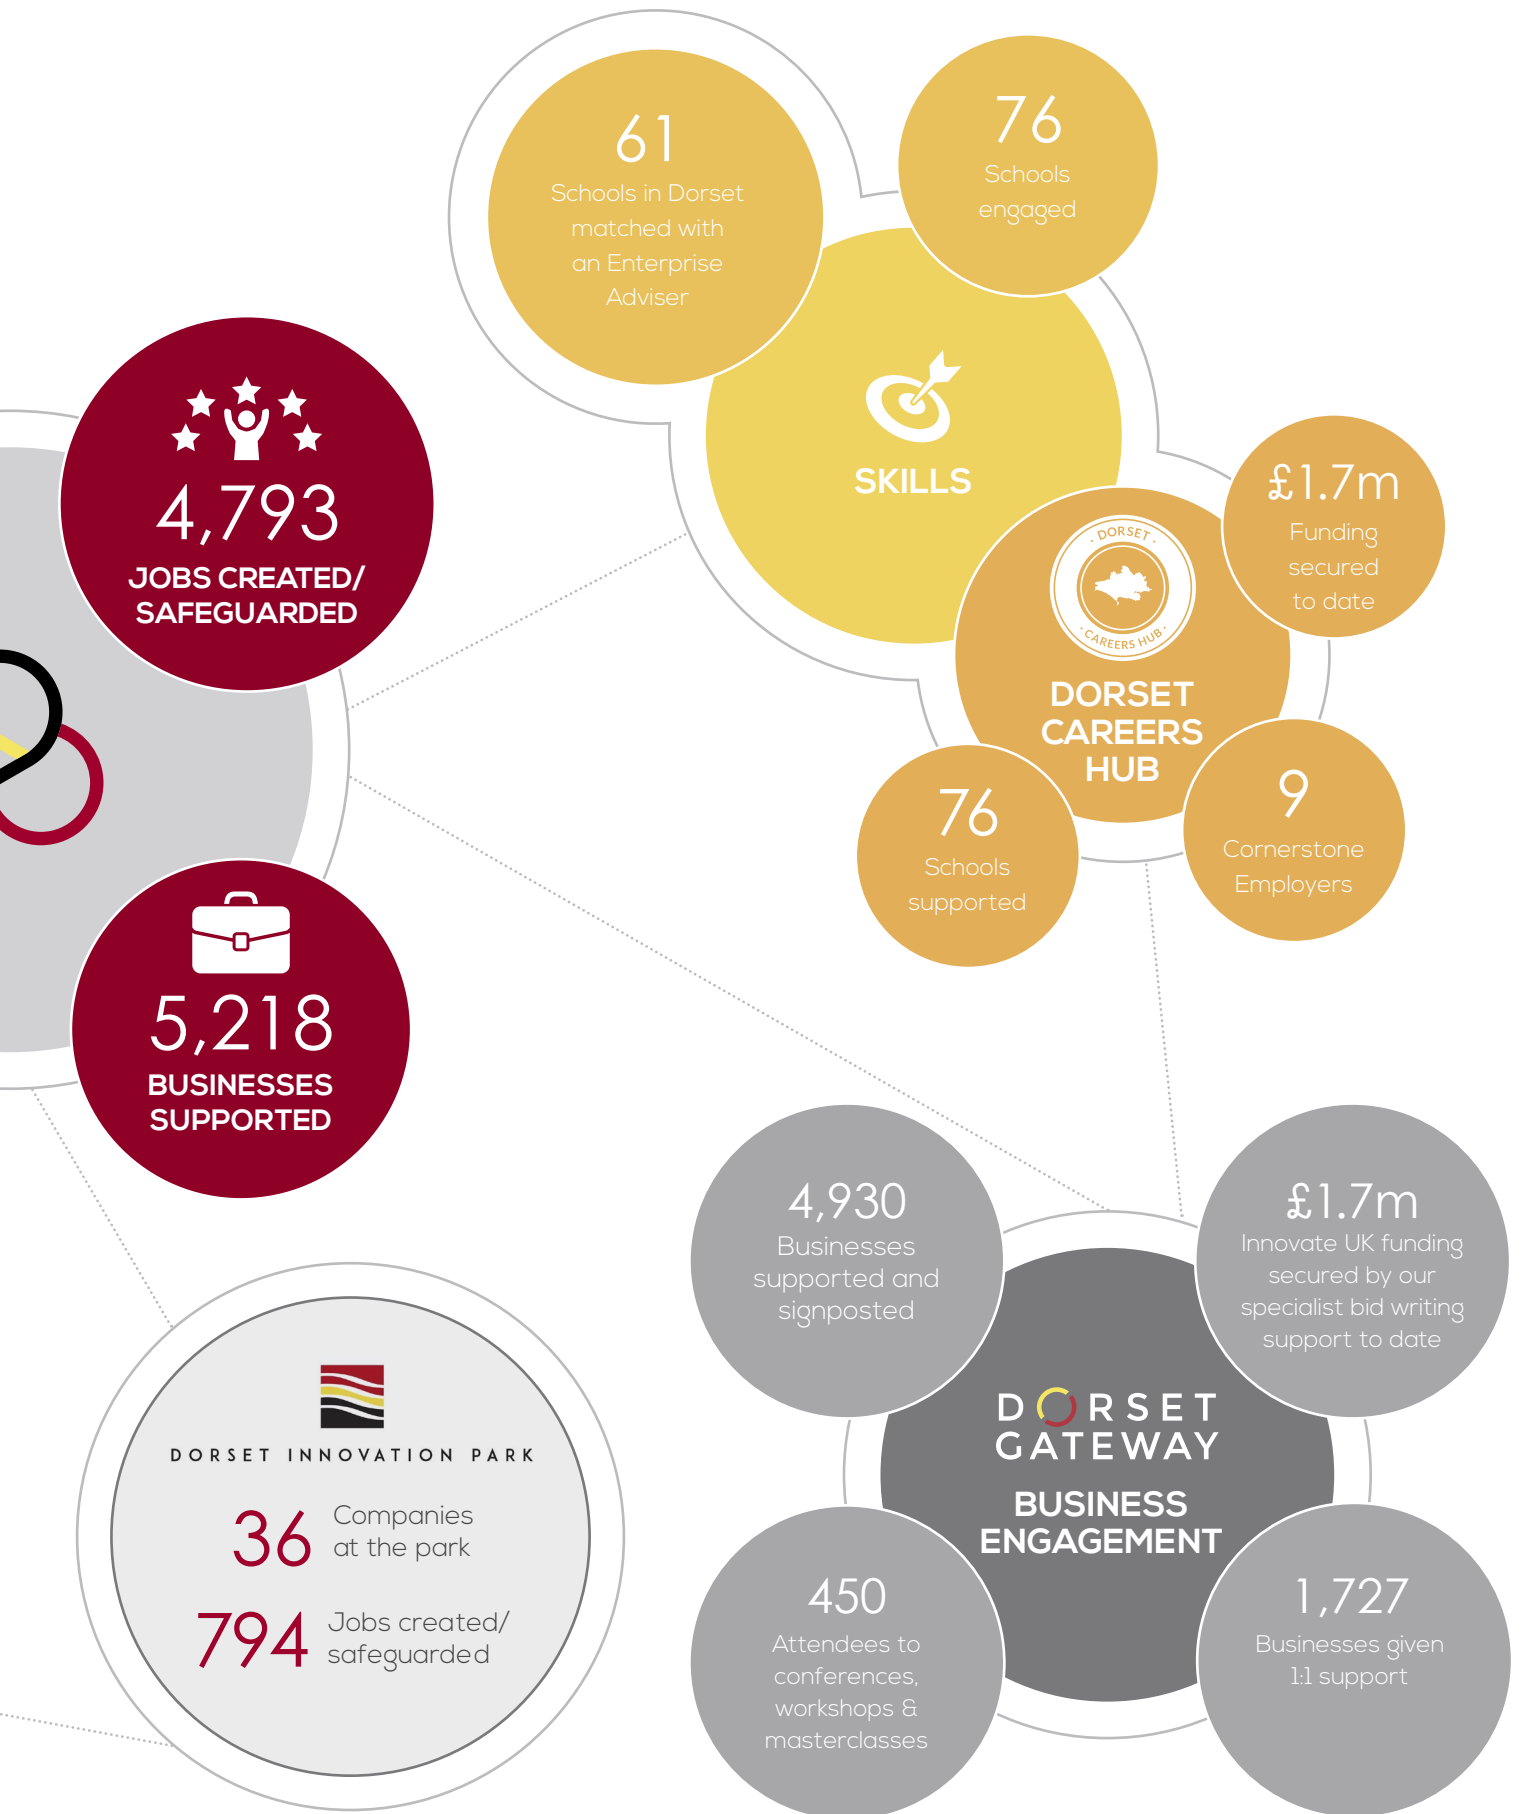 61
Schools in Dorset
matched with
an Enterprise
Adviser
76
Schools
engaged
SKILLS
4,793
JOBS CREATED/
SAFEGUARDED
£1.7m
Funding
secured
to date
· DORSET ·
· CAREERS HUB ·
DORSET
CAREERS
HUB
76
Schools
supported
9
Cornerstone
Employers
5,218
BUSINESSES
SUPPORTED
4,930
Businesses
supported and
signposted
£1.7m
Innovate UK funding
secured by our
specialist bid writing
support to date
DORSET
GATEWAY
BUSINESS
ENGAGEMENT
450
Attendees to
conferences,
workshops &
masterclasses
1,727
Businesses given
1:1 support
DORSET INNOVATION PARK
36
Companies
at the park
794
Jobs created/
safeguarded